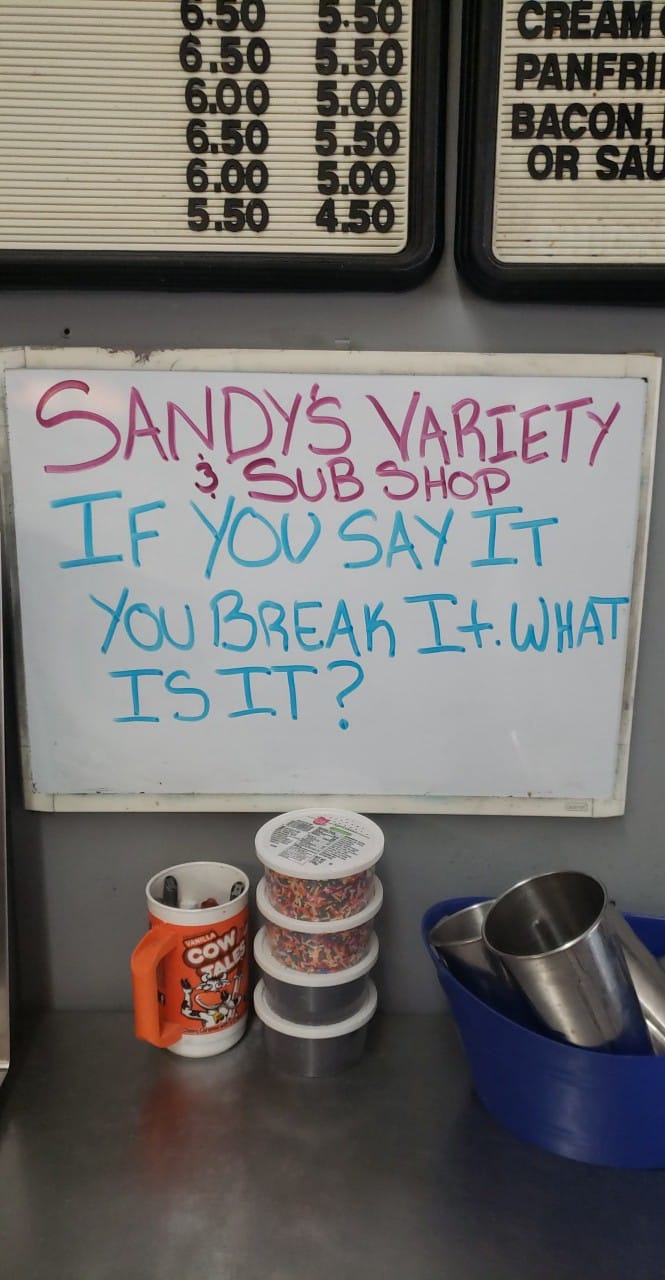 6.50 5.50
6.50 5.50
6.00 5.00
6.50 5.50
6.00 5.00
5.50 4.50
CREAM
PANFRI
BACON,
OR SAU
SANDY'S VARIETY
& SUB SHOP
IF YOU SAY IT
YOU BREAK It. WHAT
IS IT?
VANILLA
COW
TALES